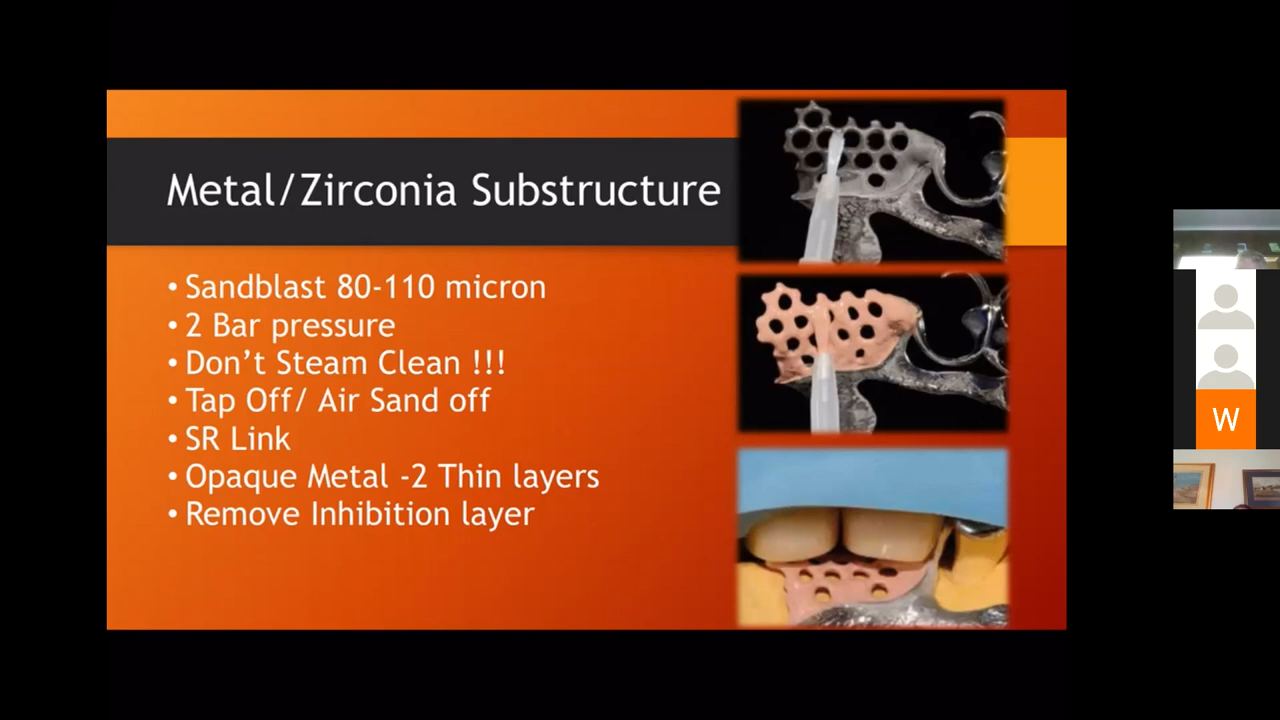 Metal/Zirconia Substructure
• Sandblast 80-110 micron
• 2 Bar pressure
• Don’t Steam Clean !!!
• Tap Off/ Air Sand off
• SR Link
• Opaque Metal -2 Thin layers
• Remove Inhibition layer
W